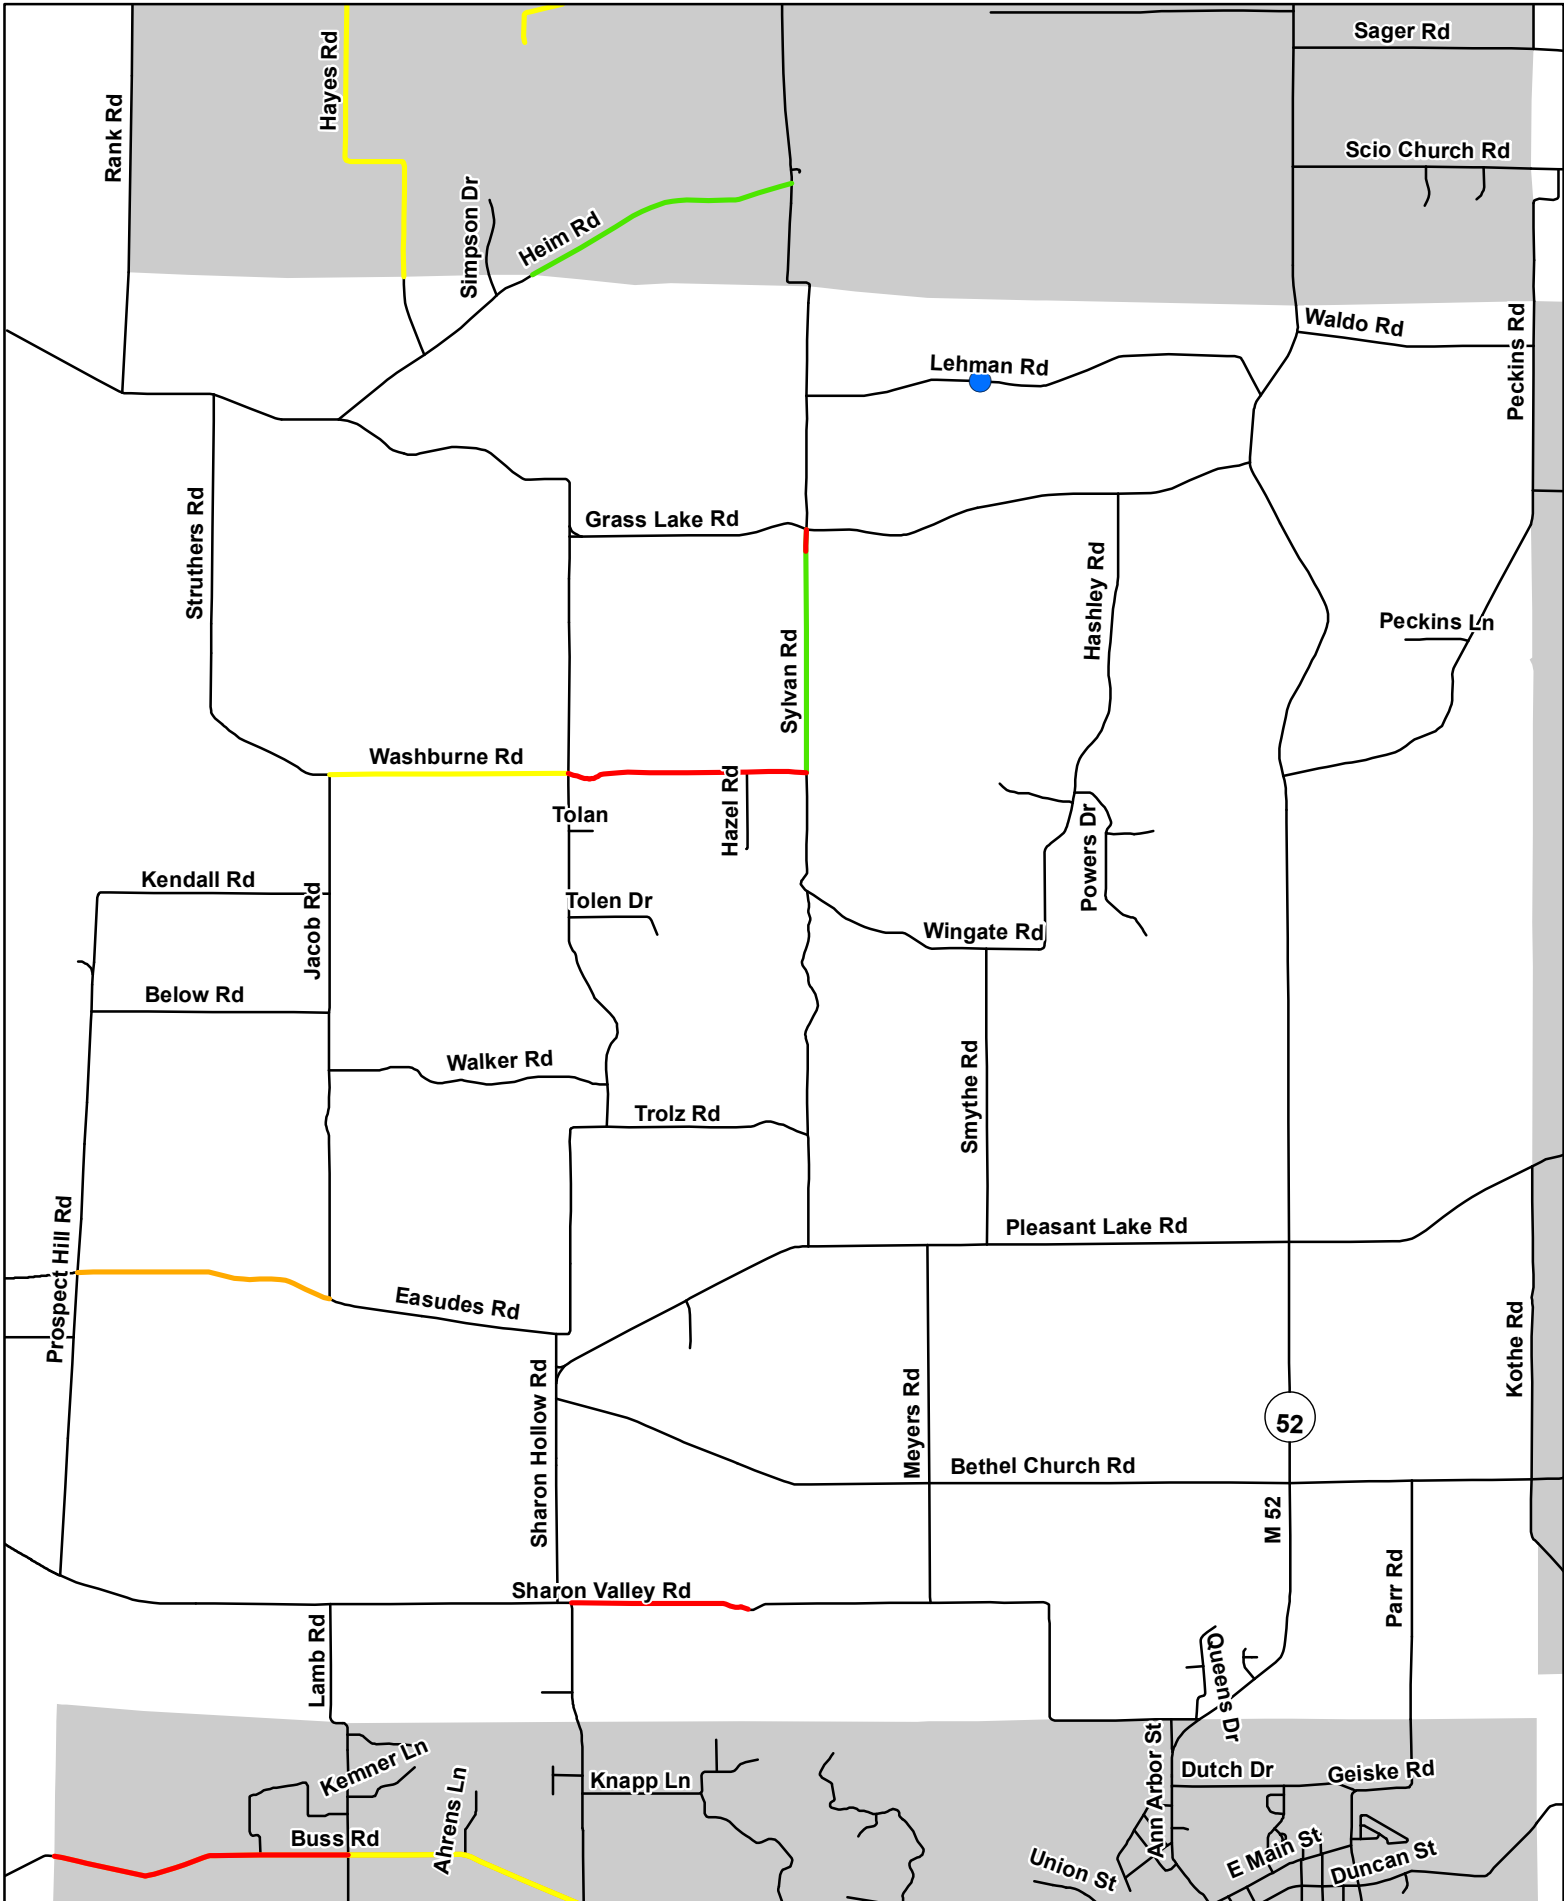 Sager Rd
Hayes Rd
Rank Rd
Scio Church Rd
Simpson Dr
Heim Rd
Waldo Rd
Peckins Rd
Lehman Rd
Struthers Rd
Grass Lake Rd
Hashley Rd
Peckins Ln
Sylvan Rd
Washburne Rd
Hazel Rd
Tolan
Powers Dr
Kendall Rd
Jacob Rd
Tolen Dr
Wingate Rd
Below Rd
Walker Rd
Smythe Rd
Trolz Rd
Prospect Hill Rd
Pleasant Lake Rd
Easudes Rd
Kothe Rd
Sharon Hollow Rd
Meyers Rd
52
Bethel Church Rd
M 52
Parr Rd
Sharon Valley Rd
Lamb Rd
Queens Dr
Kemner Ln
Ann Arbor St
Dutch Dr
Geiske Rd
Knapp Ln
Ahrens Ln
Buss Rd
E Main St
Duncan St
Union St